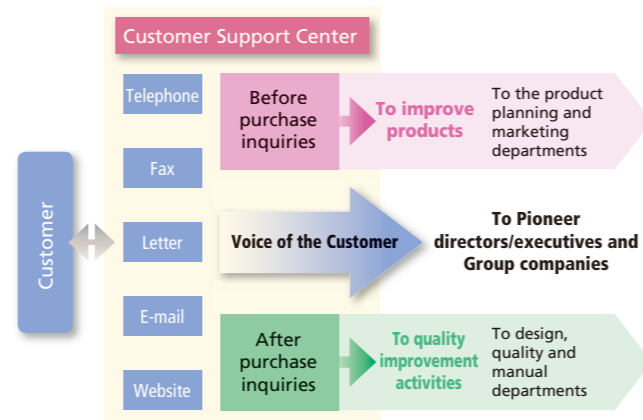 Customer Support Center
Customer
Telephone
Fax
Letter
E-mail
Website
Before
purchase
inquiries
To improve
products
To the product
planning and
marketing
departments
Voice of the Customer
To Pioneer
directors/executives and
Group companies
After
purchase
inquiries
To quality
improvement
activities
To design,
quality and
manual
departments